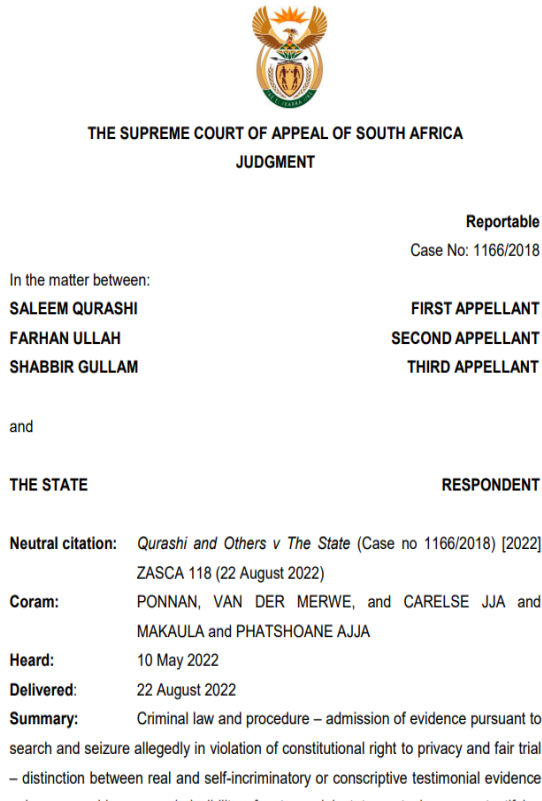 THE SUPREME COURT OF APPEAL OF SOUTH AFRICA
JUDGMENT
Reportable
Case No: 1166/2018
In the matter between:
SALEEM QURASHI FIRST APPELLANT
FARHAN ULLAH SECOND APPELLANT
SHABBIR GULLAM THIRD APPELLANT
and
THE STATE RESPONDENT
Neutral citation: Qurashi and Others v The State (Case no 1166/2018) [2022]
ZASCA 118 (22 August 2022)
Coram: PONNAN, VAN DER MERWE, and CARELSE JJA and
MAKAULA and PHATSHOANE AJJA
Heard: 10 May 2022
Delivered: 22 August 2022
Summary: Criminal law and procedure – admission of evidence pursuant to
search and seizure allegedly in violation of constitutional right to privacy and fair trial
– distinction between real and self-incriminatory or conscriptive testimonial evidence